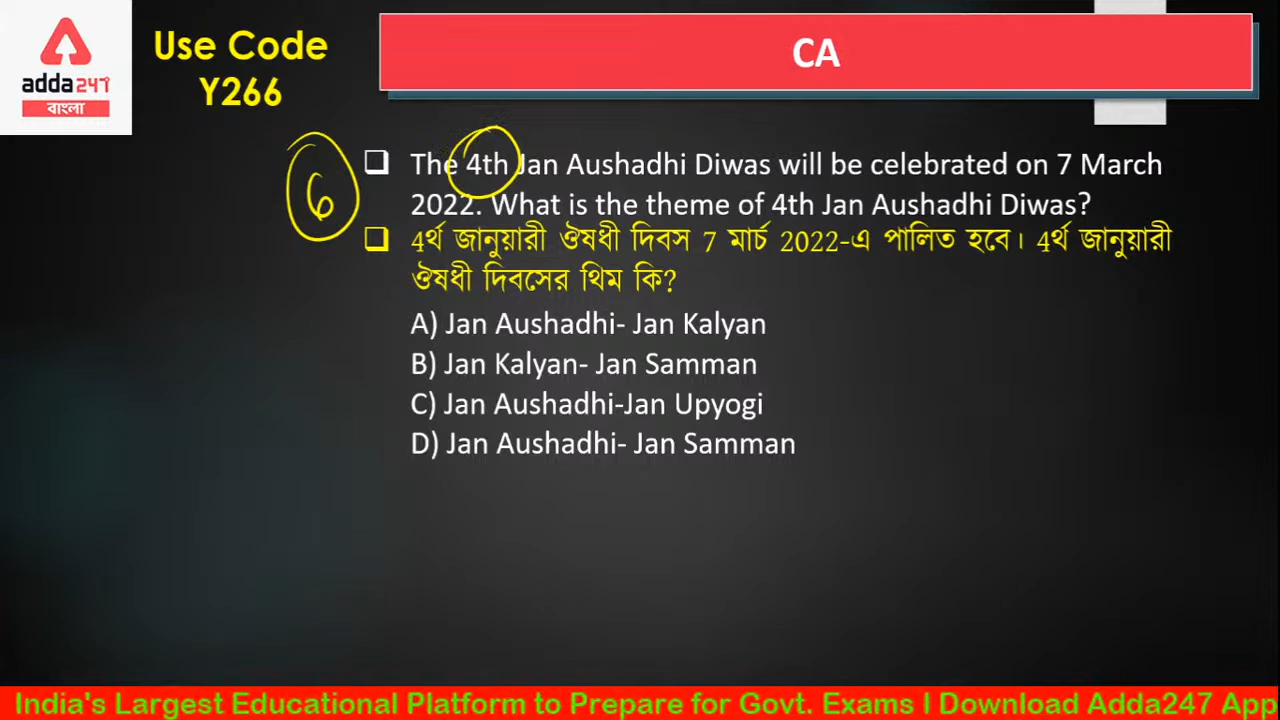 adda247
বাংলা
Use Code
Y266
CA
6
The 4th Jan Aushadhi Diwas will be celebrated on 7 March
2022. What is the theme of 4th Jan Aushadhi Diwas?
4র্থ জানুয়ারী ঔষধী দিবস 7 মার্চ 2022-এ পালিত হবে। 4র্থ জানুয়ারী
ঔষধী দিবসের থিম কি?
A) Jan Aushadhi- Jan Kalyan
B) Jan Kalyan- Jan Samman
C) Jan Aushadhi-Jan Upyogi
D) Jan Aushadhi- Jan Samman
India's Largest Educational Platform to Prepare for Govt. Exams I Download Adda247 App